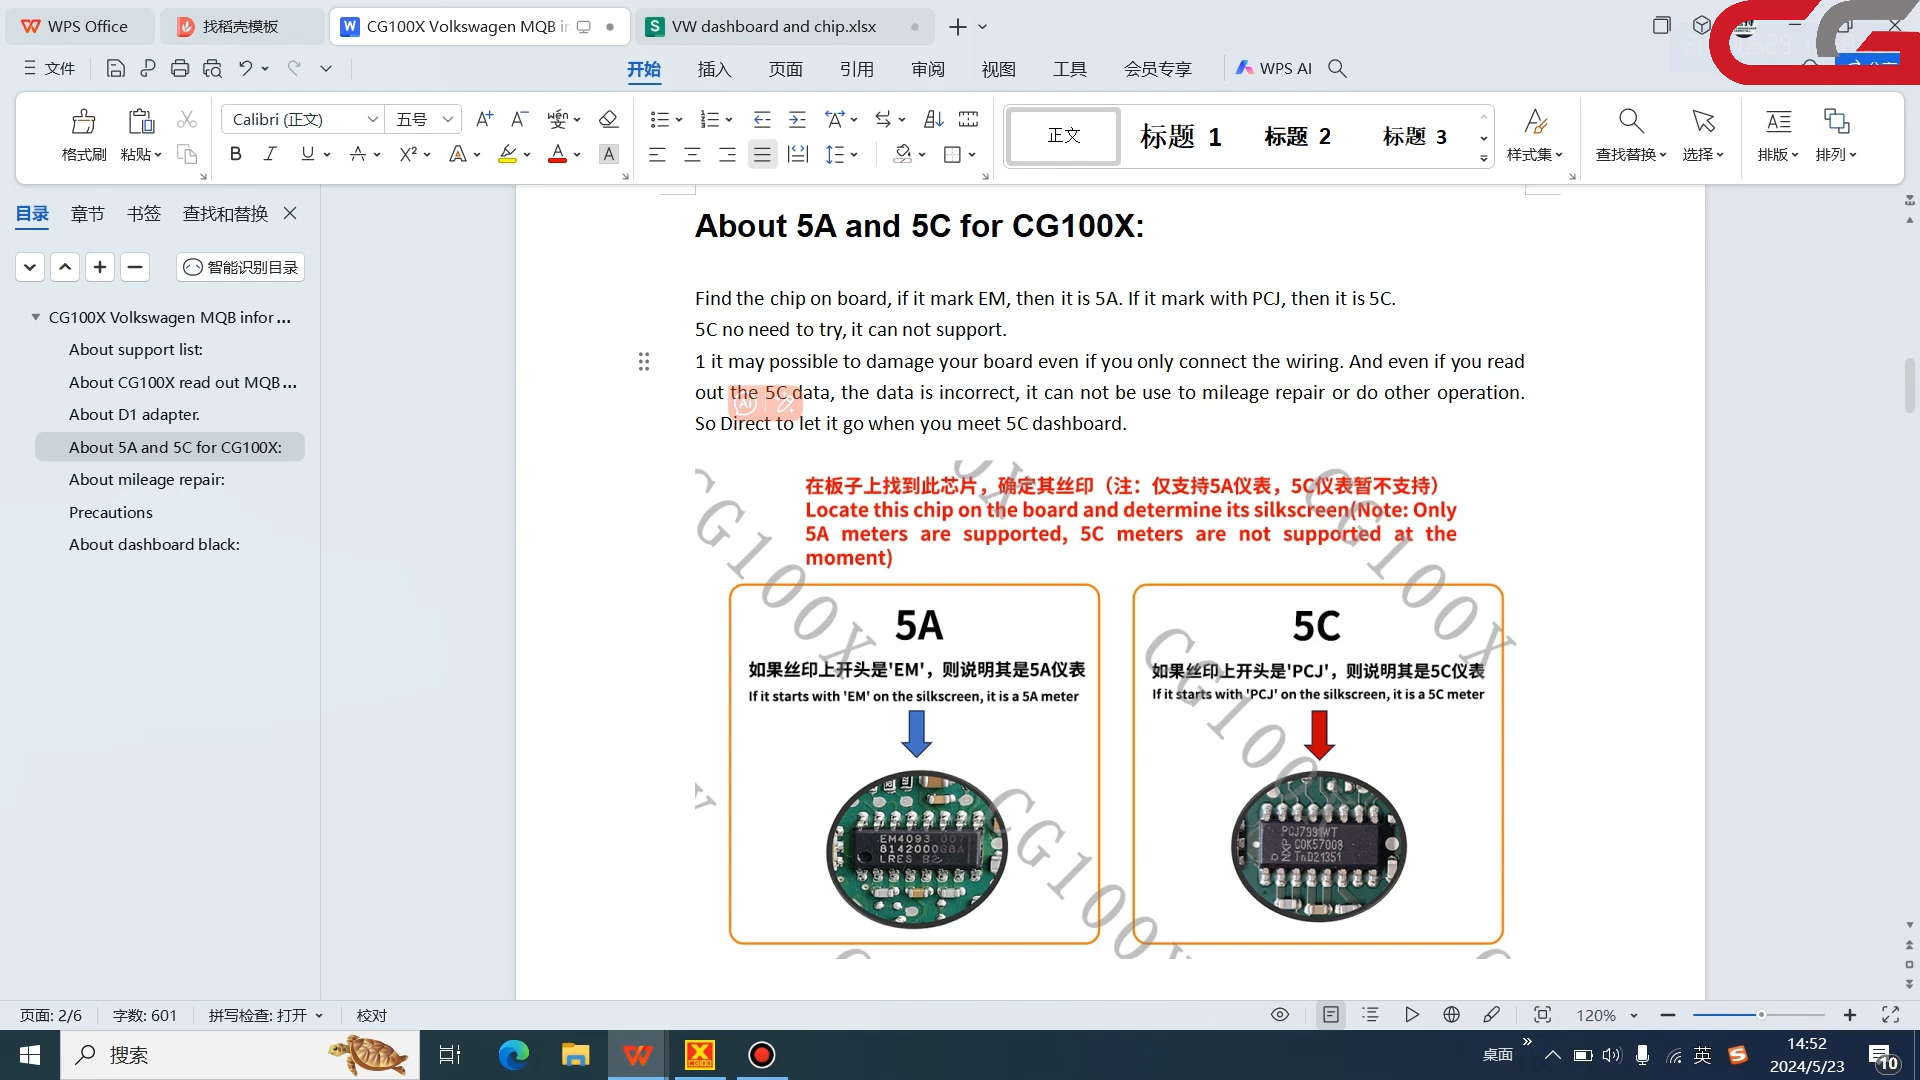 WPS Office
找稻壳模板
CG100X Volkswagen MQB in
VW dashboard and chip.xlsx
文件
开始
插入
页面
引用
审阅
视图
工具
会员专享
WPS AI
格式刷
粘贴
Calibri (正文)
五号
正文
标题 1
标题 2
标题 3
样式集
查找替换
选择
排版
排列
目录
章节
书签
查找和替换
智能识别目录
CG100X Volkswagen MQB infor ...
About support list:
About CG100X read out MQB ...
About D1 adapter.
About 5A and 5C for CG100X:
About mileage repair:
Precautions
About dashboard black:
About 5A and 5C for CG100X:
Find the chip on board, if it mark EM, then it is 5A. If it mark with PCJ, then it is 5C.
5C no need to try, it can not support.
1 it may possible to damage your board even if you only connect the wiring. And even if you read
out the 5C data, the data is incorrect, it can not be use to mileage repair or do other operation.
So Direct to let it go when you meet 5C dashboard.
在板子上找到此芯片，确定其丝印（注：仅支持5A仪表，5C仪表暂不支持）
Locate this chip on the board and determine its silkscreen(Note: Only
5A meters are supported, 5C meters are not supported at the
moment)
5A
如果丝印上开头是'EM'，则说明其是5A仪表
If it starts with 'EM' on the silkscreen, it is a 5A meter
EM4093 007
8142000G8A
LRES B2
5C
如果丝印上开头是'PCJ'，则说明其是5C仪表
If it starts with 'PCJ' on the silkscreen, it is a 5C meter
PCJ7991WT
C0K57008
TnD21351
NXP
CG100X
CG100X
CG100X
CG100X
页面: 2/6
字数: 601
拼写检查: 打开
校对
120%
搜索
桌面
英
14:52
2024/5/23
10